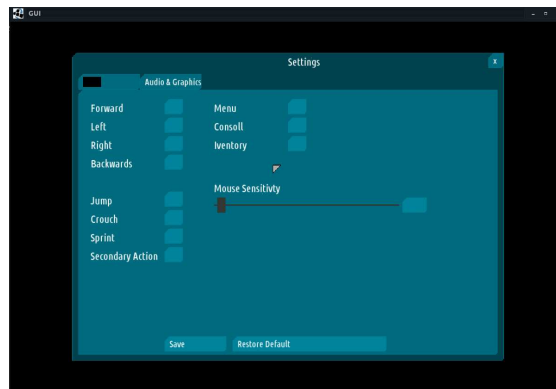 GUI
Settings
x
Audio & Graphics
Forward
Left
Right
Backwards
Jump
Crouch
Sprint
Secondary Action
Menu
Consoll
Iventory
Mouse Sensitivty
Save
Restore Default